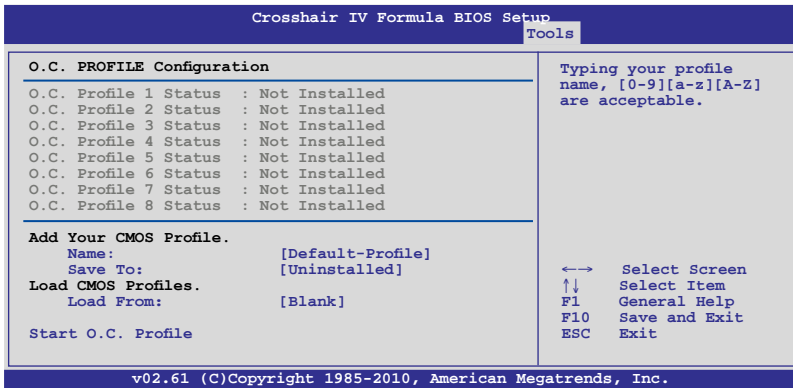 Crosshair IV Formula BIOS Setup
Tools
O.C. PROFILE Configuration
O.C. Profile 1 Status : Not Installed
O.C. Profile 2 Status : Not Installed
O.C. Profile 3 Status : Not Installed
O.C. Profile 4 Status : Not Installed
O.C. Profile 5 Status : Not Installed
O.C. Profile 6 Status : Not Installed
O.C. Profile 7 Status : Not Installed
O.C. Profile 8 Status : Not Installed
Add Your CMOS Profile.
Name: [Default-Profile]
Save To: [Uninstalled]
Load CMOS Profiles.
Load From: [Blank]
Start O.C. Profile
Typing your profile
name, [0-9][a-z][A-Z]
are acceptable.
←→ Select Screen
↑↓ Select Item
F1 General Help
F10 Save and Exit
ESC Exit
v02.61 (C)Copyright 1985-2010, American Megatrends, Inc.